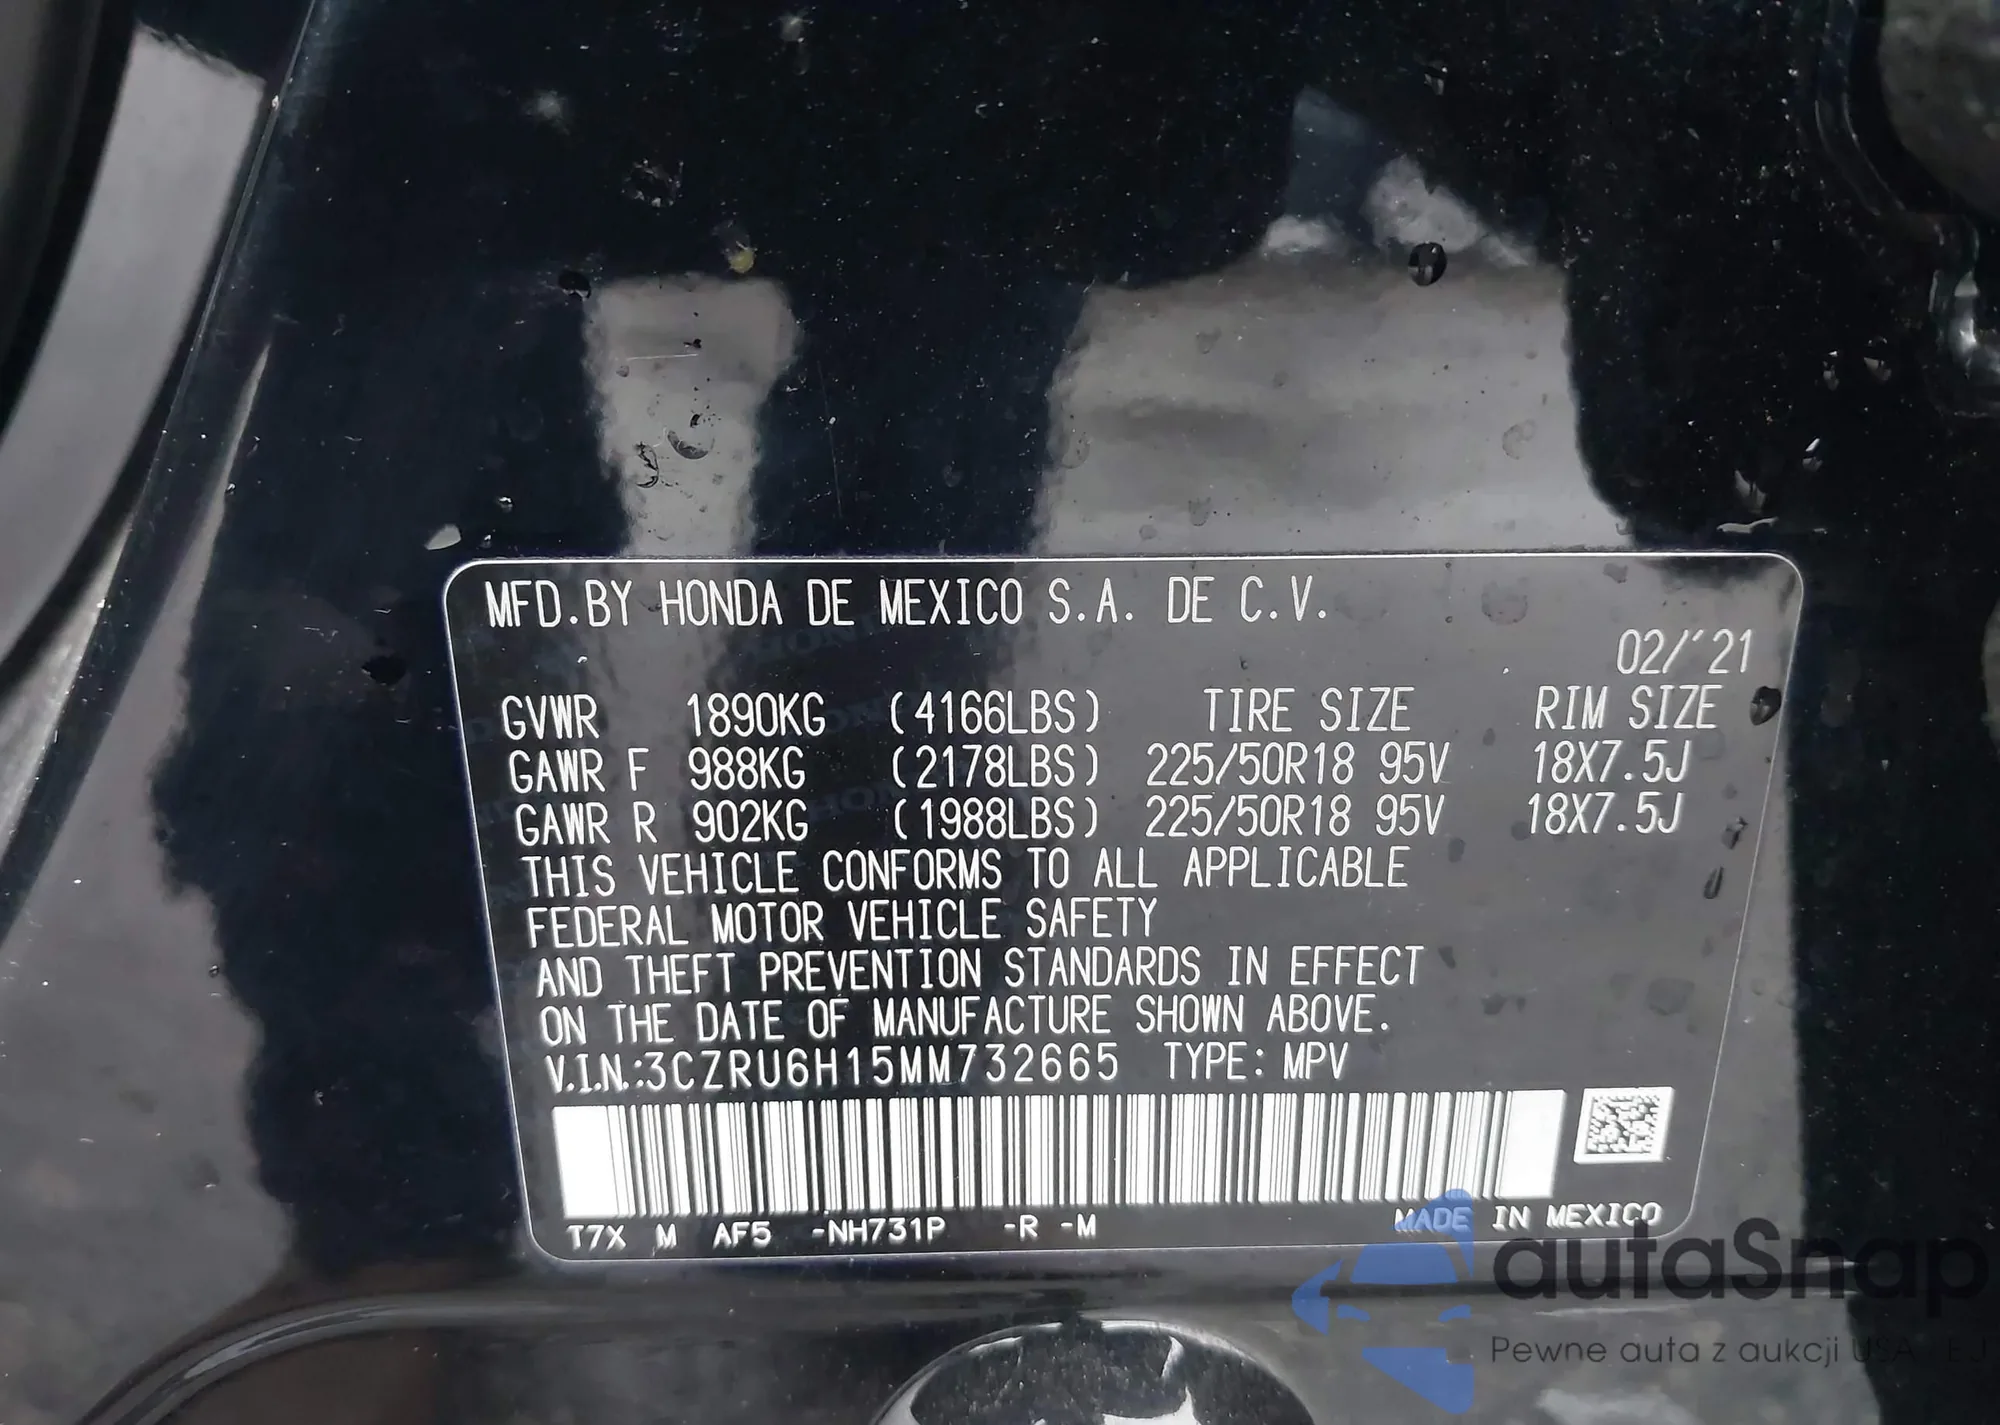 MFD.BY HONDA DE MEXICO S.A. DE C.V.
02/'21
GVWR 1890KG (4166LBS) TIRE SIZE RIM SIZE
GAWR F 988KG (2178LBS) 225/50R18 95V 18X7.5J
GAWR R 902KG (1988LBS) 225/50R18 95V 18X7.5J
THIS VEHICLE CONFORMS TO ALL APPLICABLE
FEDERAL MOTOR VEHICLE SAFETY
AND THEFT PREVENTION STANDARDS IN EFFECT
ON THE DATE OF MANUFACTURE SHOWN ABOVE.
V.I.N.:3CZRU6H15MM732665 TYPE: MPV
T7X M AF5 -NH731P -R -M MADE IN MEXICO
autaSnap
Pewne auta z aukcji USA i EJ